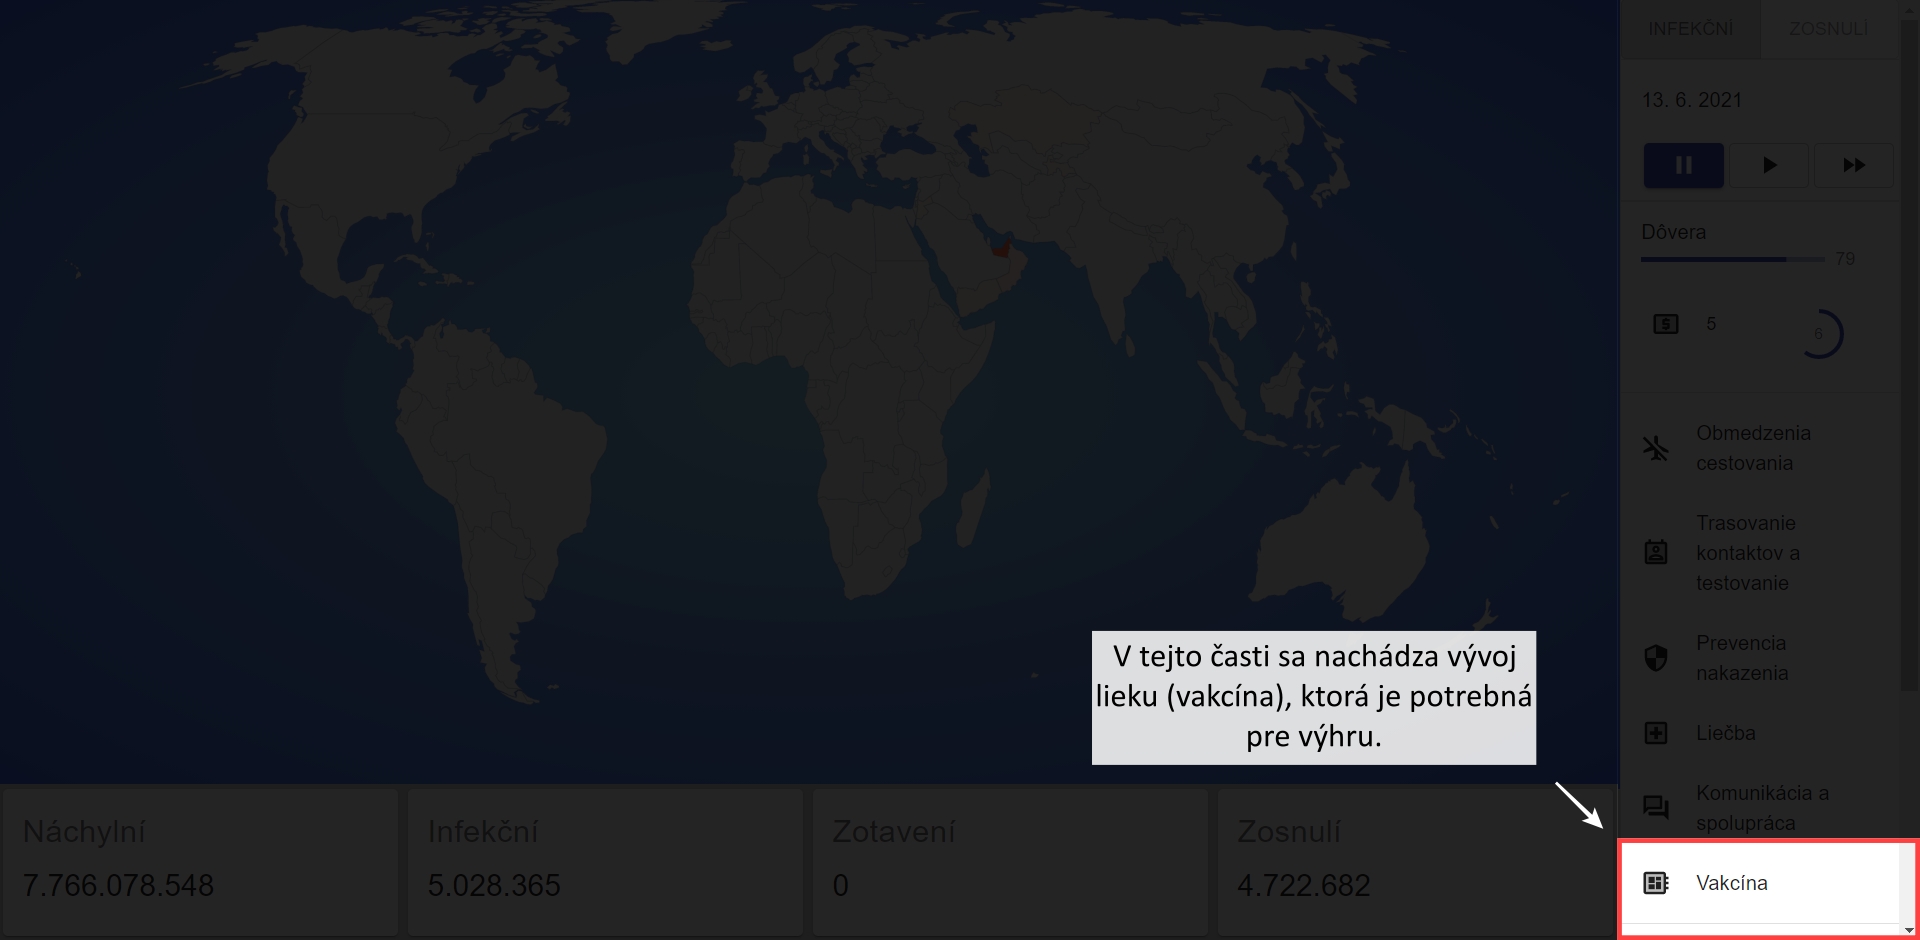 INFEKČNÍ
ZOSNULÍ
13. 6. 2021
Dôvera
79
5
6
Obmedzenia
cestovania
Trasovanie
kontaktov a
testovanie
Prevencia
nakazenia
Liečba
Komunikácia a
spolupráca
Vakcína
V tejto časti sa nachádza vývoj
lieku (vakcína), ktorá je potrebná
pre výhru.
Náchylní
7.766.078.548
Infekční
5.028.365
Zotavení
0
Zosnulí
4.722.682